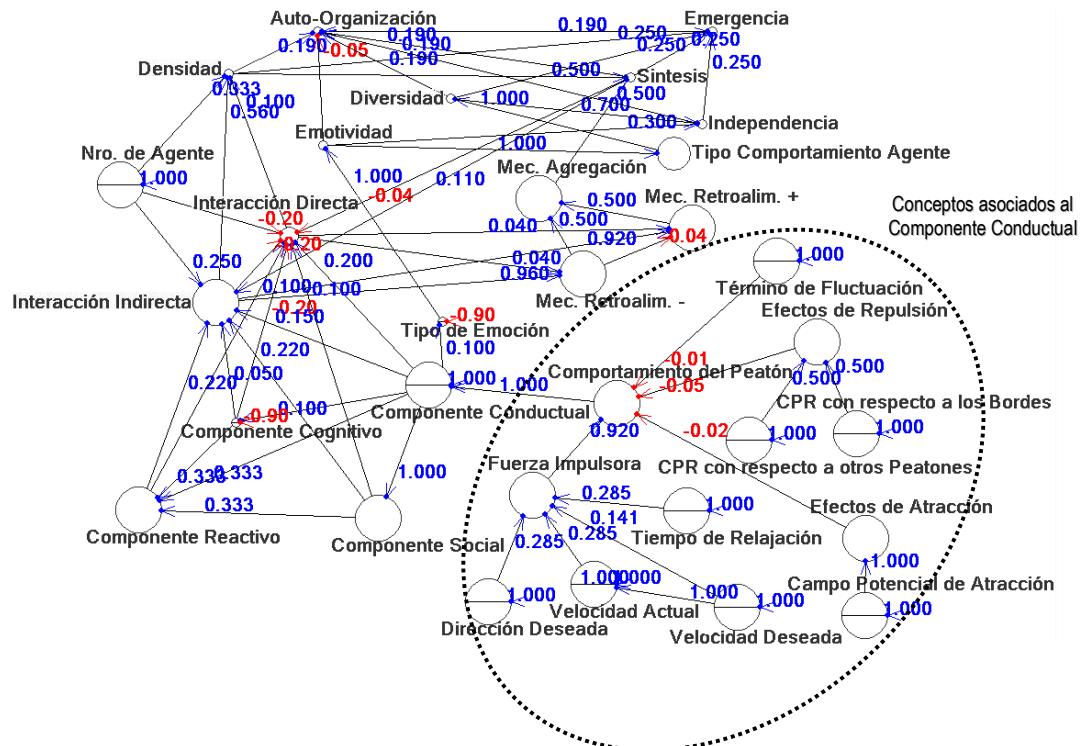 Auto-Organización
0.190
Emergencia
0.190
0.250
0.190
-0.05
0.190
0.250
0.250
0.190
0.250
Densidad
0.500
Síntesis
0.333
0.100
0.500
Diversidad
1.000
0.560
0.700
0.300
Independencia
Emotividad
1.000
Nro. de Agente
Mec. Agregación
Tipo Comportamiento Agente
1.000
1.000
0.110
Interacción Directa
-0.04
0.500
Mec. Retroalim. +
Conceptos asociados al
Componente Conductual
-0.20
0.040
0.500
0.920
-0.04
-0.20
0.250
0.200
0.040
1.000
0.960
0.100
0.100
Interacción Indirecta
Mec. Retroalim. -
Término de Fluctuación
-0.20
0.150
Efectos de Repulsión
-0.90
Tipo de Emoción
0.100
0.220
-0.01
0.500
0.220
0.050
1.000
1.000
Comportamiento del Peatón
0.500
-0.05
0.100
Componente Conductual
CPR con respecto a los Bordes
-0.90
Componente Cognitivo
0.920
-0.02
1.000
1.000
0.333
0.333
1.000
Fuerza Impulsora
CPR con respecto a otros Peatones
0.333
0.285
1.000
Efectos de Atracción
0.141
Componente Reactivo
Componente Social
0.285
0.285
Tiempo de Relajación
1.000
1.000
1.000
1.000
Campo Potencial de Atracción
1.000
1.000
1.000
1.000
Dirección Deseada
Velocidad Actual
Velocidad Deseada